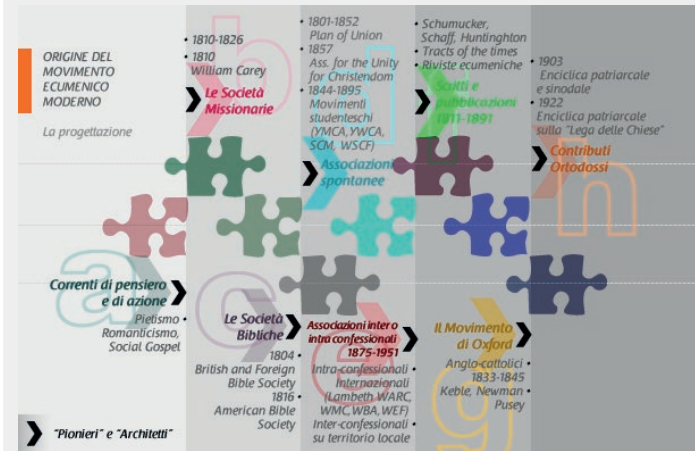 ORIGINE DEL
MOVIMENTO
ECUMENICO
MODERNO
La progettazione
a
Correnti di pensiero
e di azione
Pietismo •
Romanticismo,
Social Gospel
b
• 1810-1826
• 1810
William Carey
Le Società
Missionarie
c
Le Società
Bibliche
1804 •
British and Foreign
Bible Society
1816 •
American Bible
Society
• 1801-1852
Plan of Union
• 1857
Ass. for the Unity
for Christendom
• 1844-1895
Movimenti
studenteschi
(YMCA, YWCA,
SCM, WSCF)
Associazioni
spontanee
e
Associazioni inter o
intra confessionali
1875-1951
Intra-confessionali •
Internazionali
(Lambeth WARC,
WMC, WBA, WEF)
Inter-confessionali •
su territorio locale
• Schumucker,
Schaff, Huntinghton
• Tracts of the times
• Riviste ecumeniche
Scritti e
pubblicazioni
1811-1891
g
Il Movimento
di Oxford
Anglo-cattolici •
1833-1845
Keble, Newman •
Pusey
• 1903
Enciclica patriarcale
e sinodale
• 1922
Enciclica patriarcale
sulla "Lega delle Chiese"
Contributi
Ortodossi
h
"Pionieri" e "Architetti"